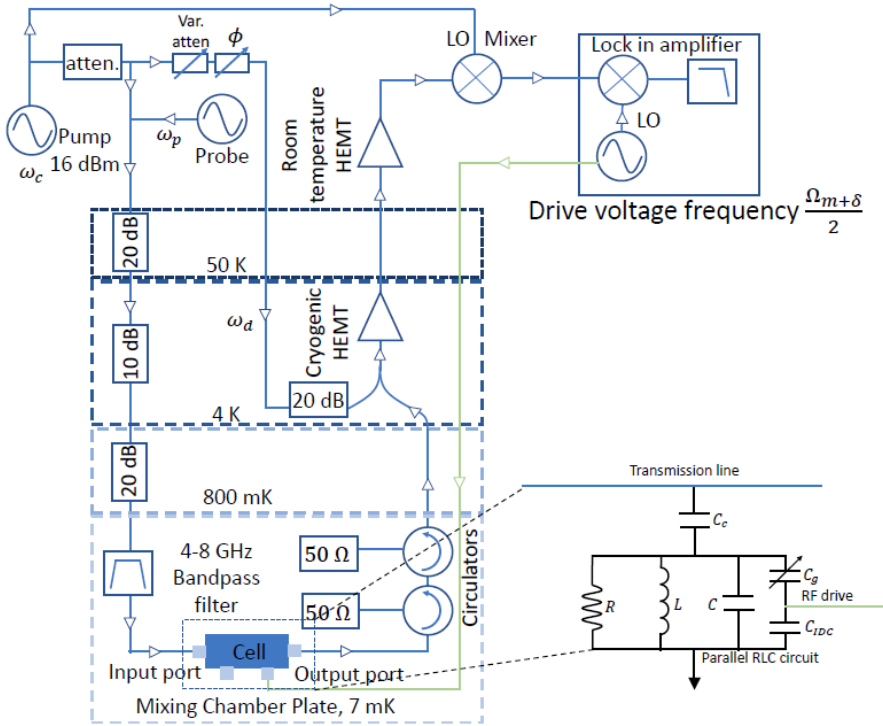 Var.
atten
ϕ
LO
Mixer
Lock in amplifier
atten.
LO
ω_p
Pump
16 dBm
ω_c
Probe
Room
temperature
HEMT
Drive voltage frequency Ω_{m+δ}/2
20 dB
50 K
10 dB
ω_d
Cryogenic
HEMT
20 dB
4 K
20 dB
800 mK
Transmission line
C_c
4-8 GHz
Bandpass
filter
50 Ω
50 Ω
Circulators
R
L
C
C_g
RF drive
C_{IDC}
Cell
Input port
Output port
Parallel RLC circuit
Mixing Chamber Plate, 7 mK